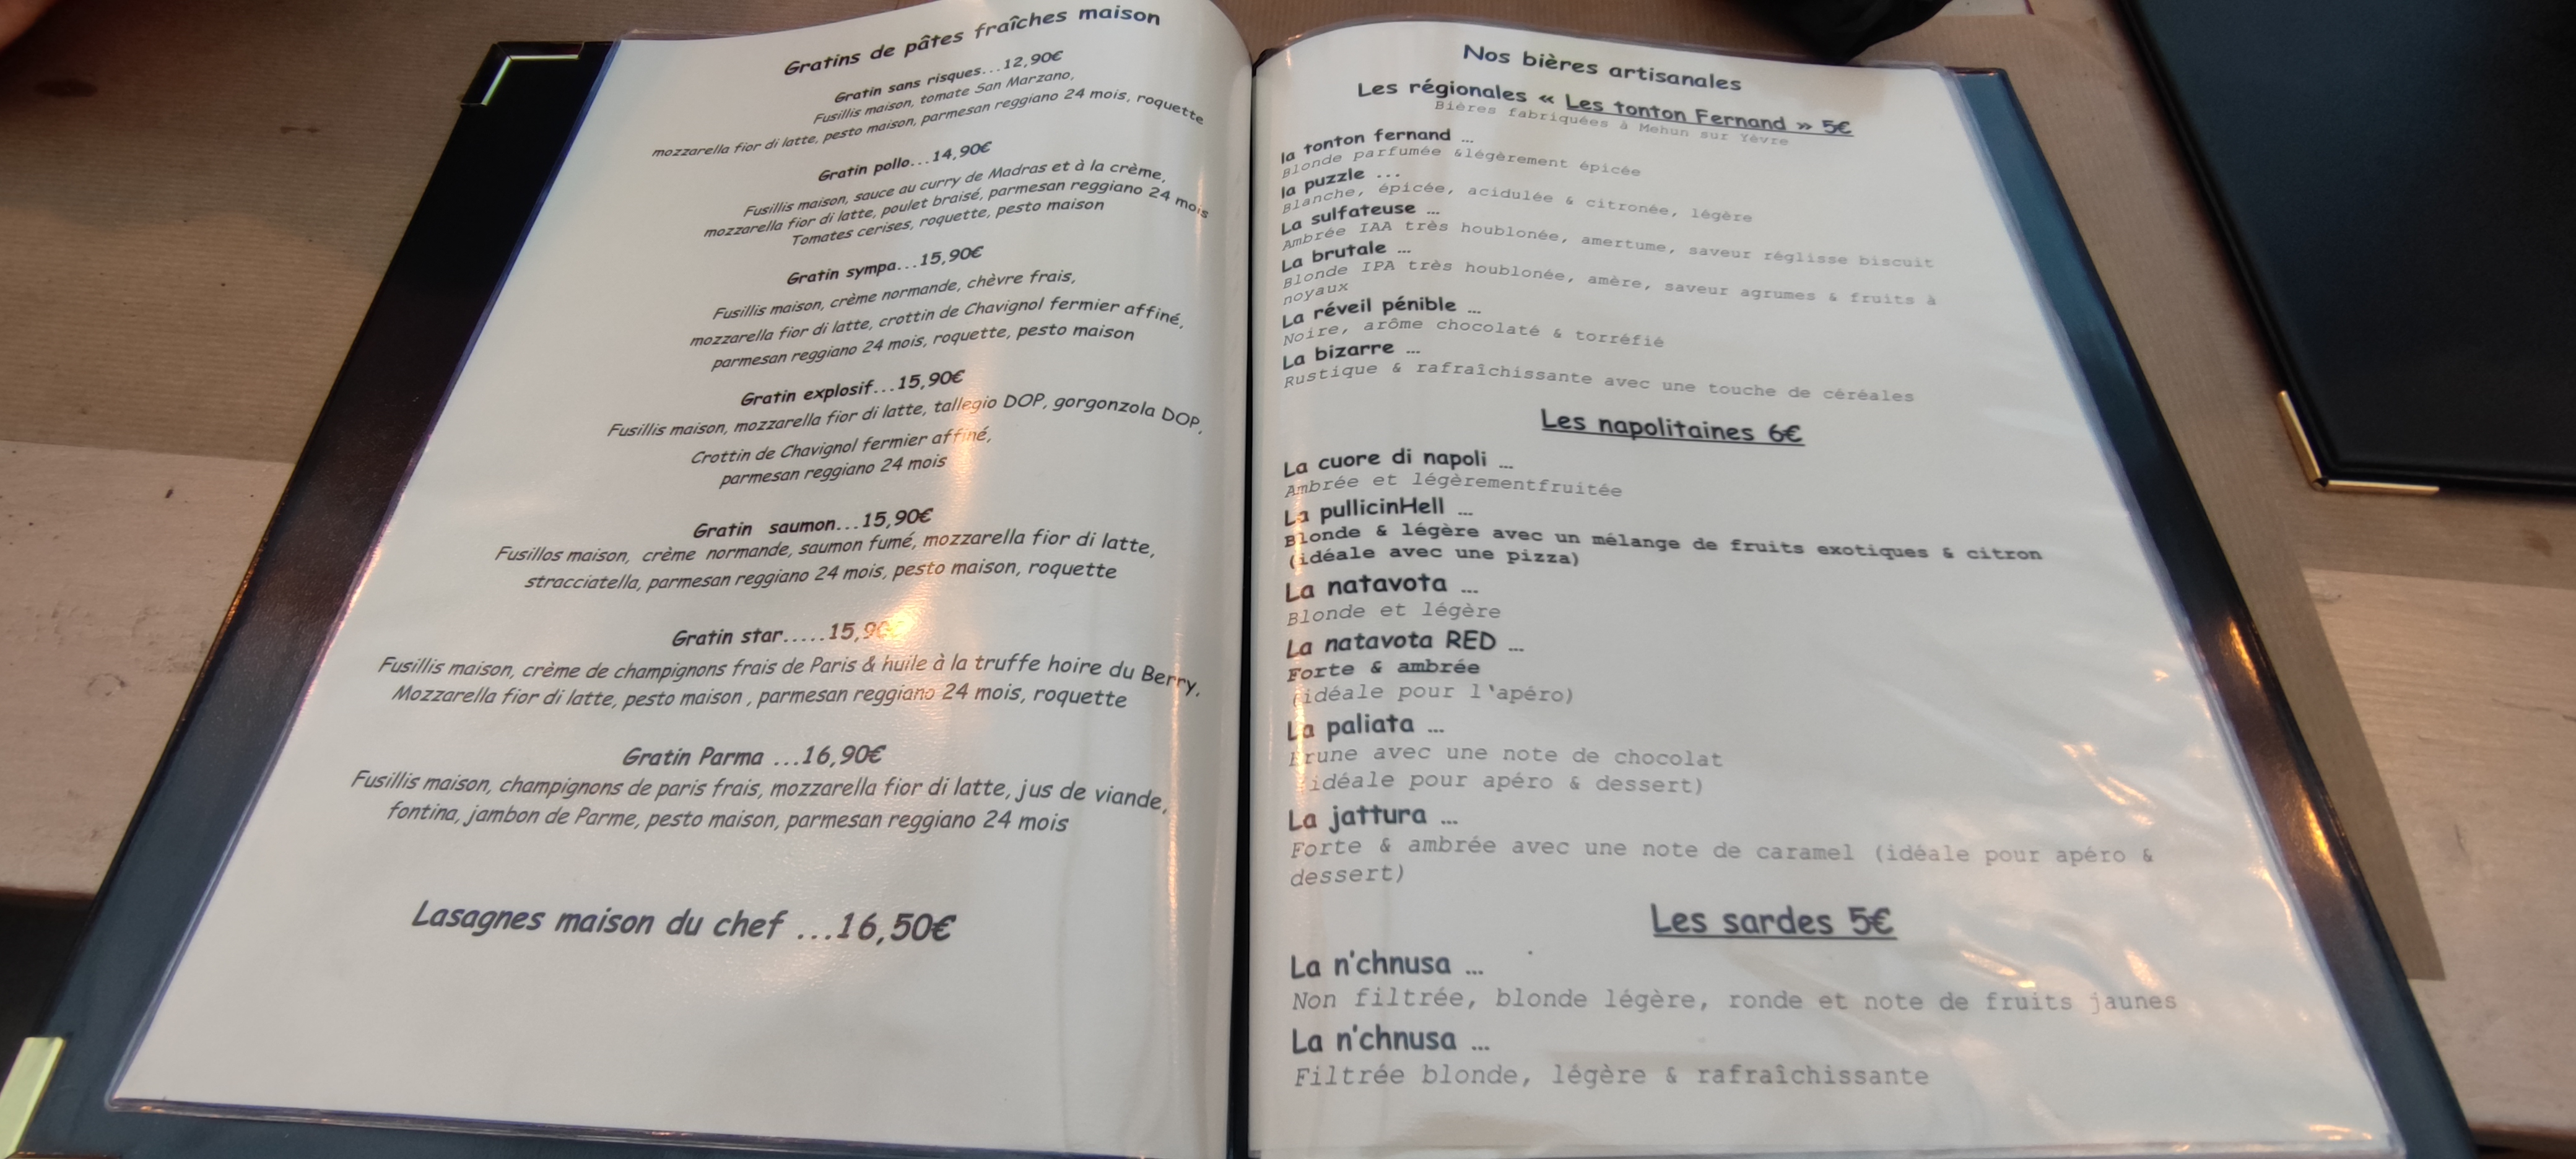 Gratins de pâtes fraîches maison
Gratin sans risques...12,90€
Fusillis maison, tomate San Marzano,
mozzarella fior di latte, pesto maison, parmesan reggiano 24 mois, roquette
Gratin pollo...14,90€
Fusillis maison, sauce au curry de Madras et à la crème,
mozzarella fior di latte, poulet braisé, parmesan reggiano 24 mois
Tomates cerises, roquette, pesto maison
Gratin sympa...15,90€
Fusillis maison, crème normande, chèvre frais,
mozzarella fior di latte, crottin de Chavignol fermier affiné,
parmesan reggiano 24 mois, roquette, pesto maison
Gratin explosif...15,90€
Fusillis maison, mozzarella fior di latte, tallegio DOP, gorgonzola DOP,
Crottin de Chavignol fermier affiné,
parmesan reggiano 24 mois
Gratin saumon...15,90€
Fusillos maison, crème normande, saumon fumé, mozzarella fior di latte,
stracciatella, parmesan reggiano 24 mois, pesto maison, roquette
Gratin star.....15,90
Fusillis maison, crème de champignons frais de Paris & huile à la truffe hoire du Berry,
Mozzarella fior di latte, pesto maison , parmesan reggiano 24 mois, roquette
Gratin Parma ...16,90€
Fusillis maison, champignons de paris frais, mozzarella fior di latte, jus de viande,
fontina, jambon de Parme, pesto maison, parmesan reggiano 24 mois
Lasagnes maison du chef ...16,50€
Nos bières artisanales
Les régionales « Les tonton Fernand » 5€
Bières fabriquées à Mehun sur Yèvre
la tonton fernand ...
Blonde parfumée &légèrement épicée
la puzzle ...
Blanche, épicée, acidulée & citronée, légère
La sulfateuse ...
Ambrée IAA très houblonée, amertume, saveur réglisse biscuit
La brutale ...
Blonde IPA très houblonée, amère, saveur agrumes & fruits à
noyaux
La réveil pénible ...
Noire, arôme chocolaté & torréfié
La bizarre ...
Rustique & rafraîchissante avec une touche de céréales
Les napolitaines 6€
La cuore di napoli ...
Ambrée et légèrementfruitée
La pullicinHell ...
Blonde & légère avec un mélange de fruits exotiques & citron
(idéale avec une pizza)
La natavota ...
Blonde et légère
La natavota RED ...
Forte & ambrée
(idéale pour l'apéro)
La paliata ...
Brune avec une note de chocolat
(idéale pour apéro & dessert)
La jattura ...
Forte & ambrée avec une note de caramel (idéale pour apéro &
dessert)
Les sardes 5€
La n'chnusa ...
Non filtrée, blonde légère, ronde et note de fruits jaunes
La n'chnusa ...
Filtrée blonde, légère & rafraîchissante